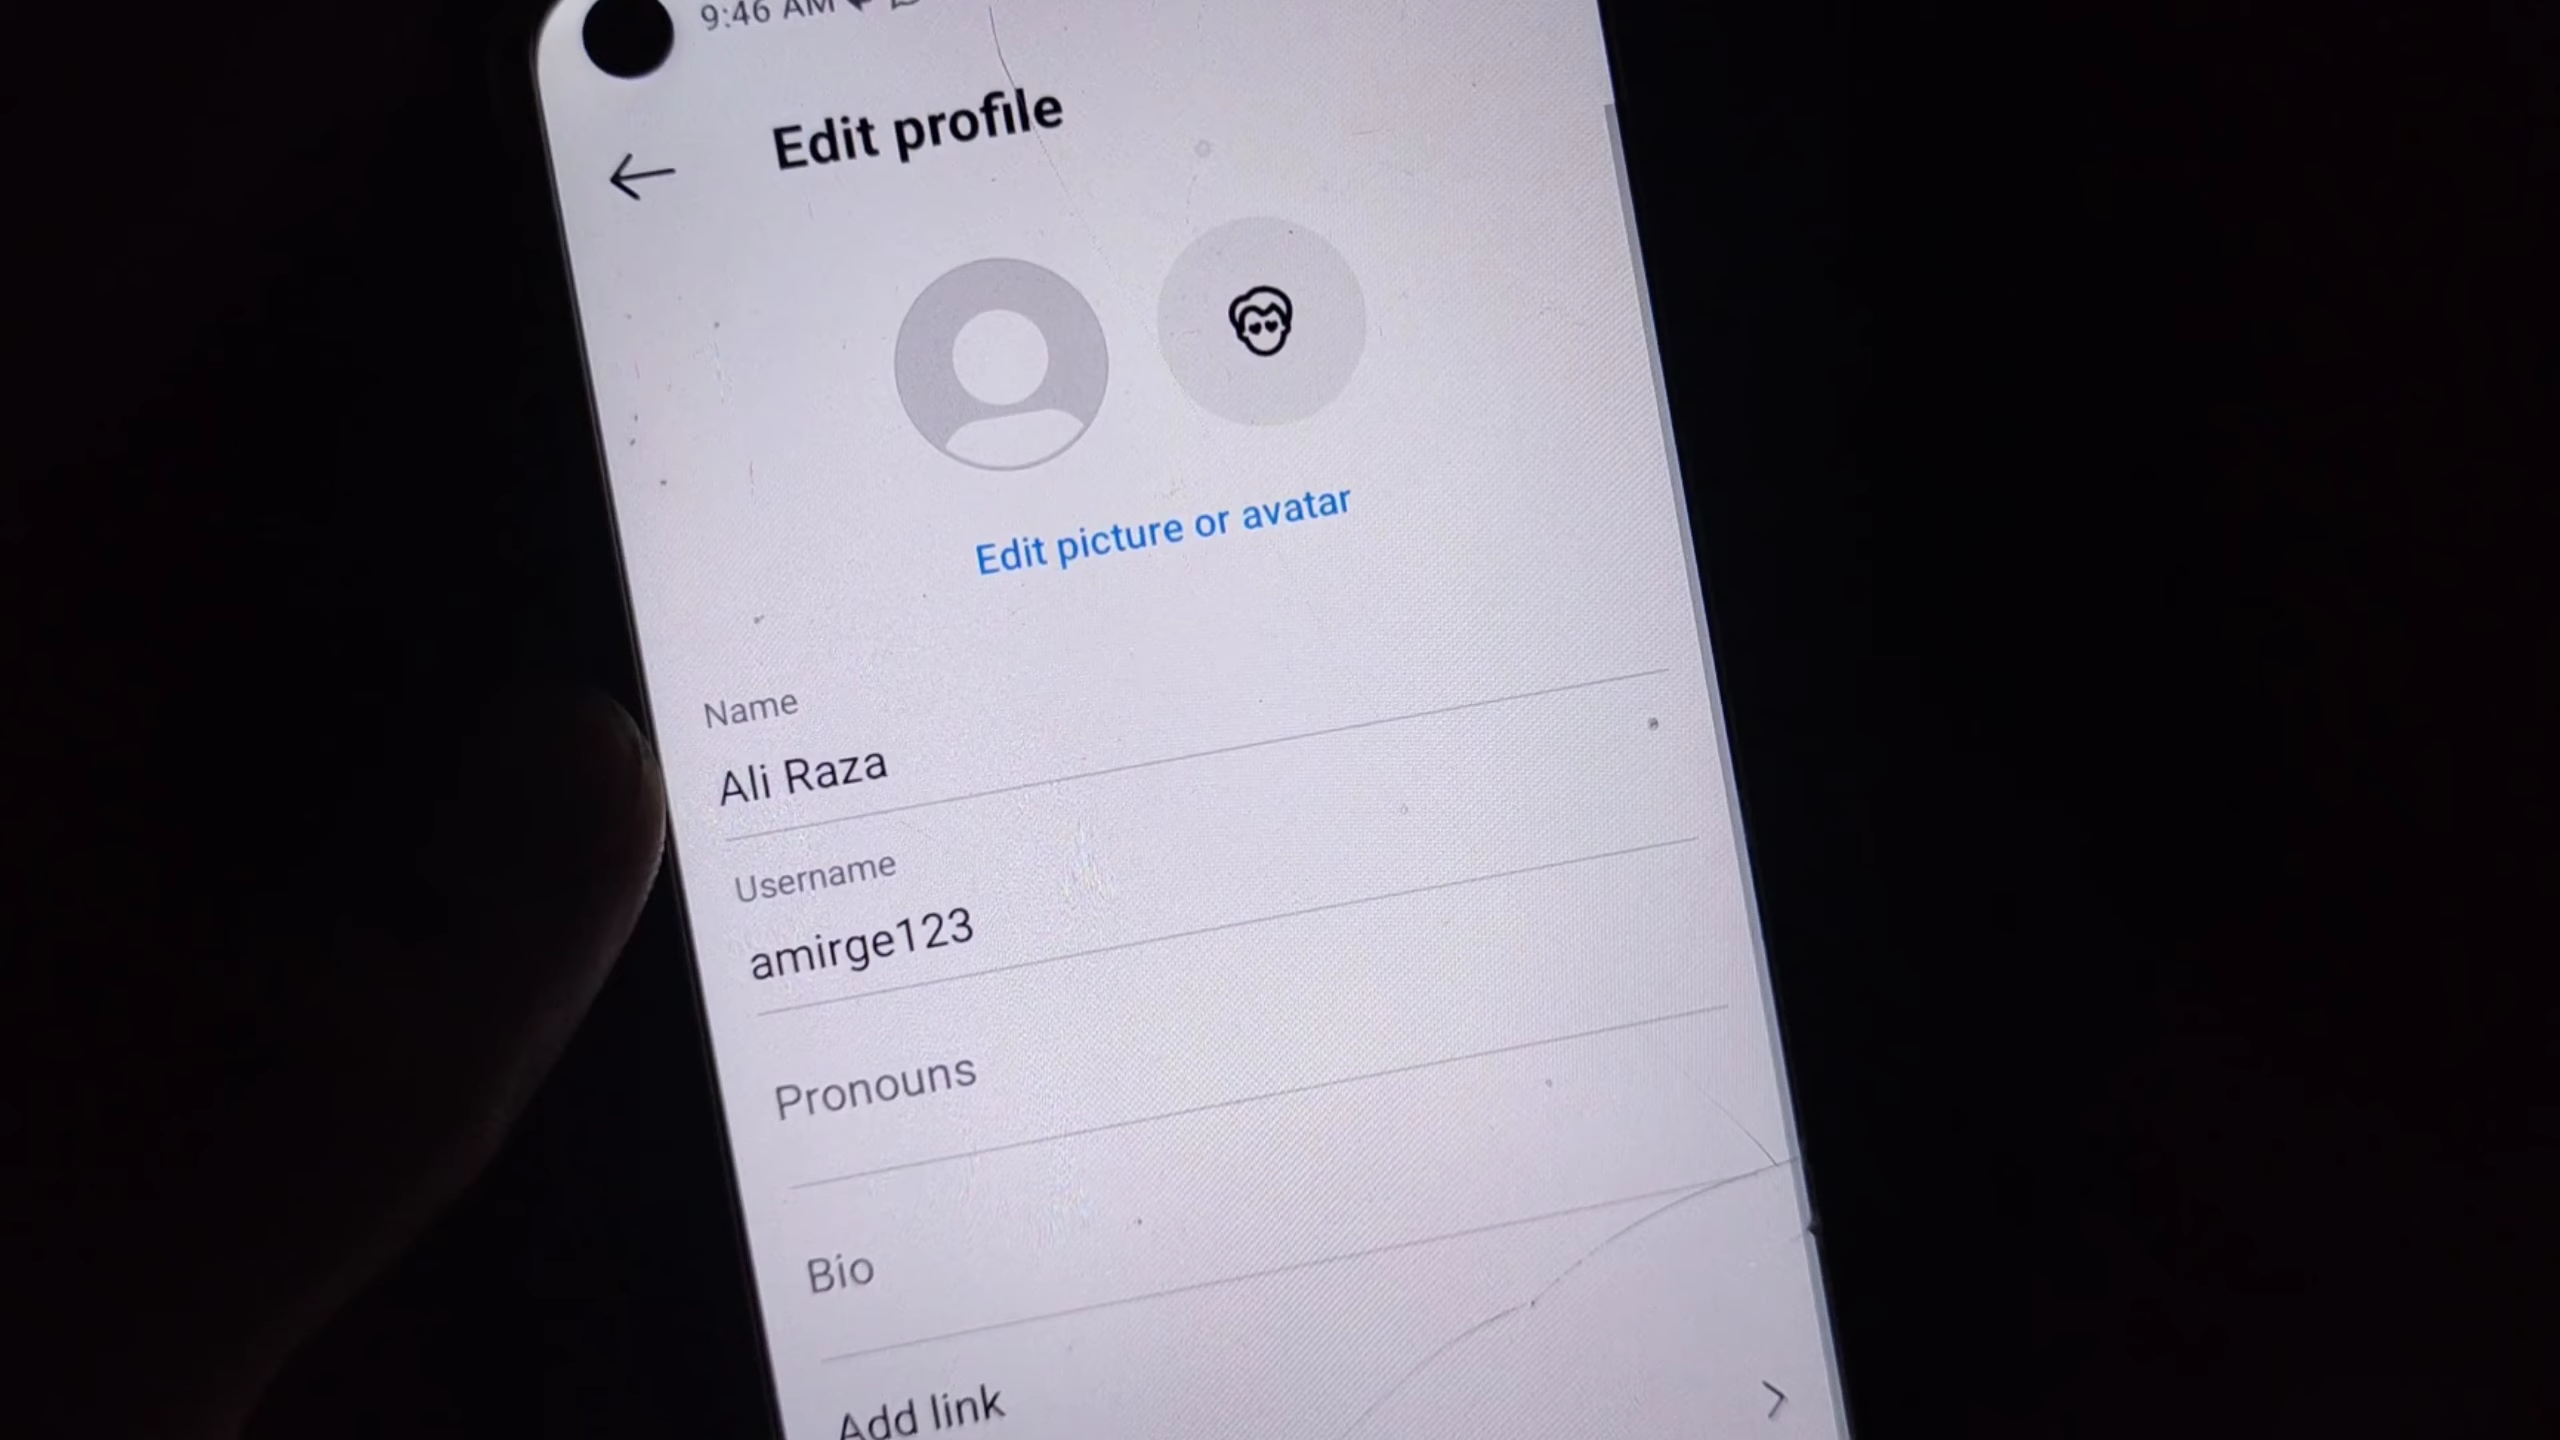 9:46 AM
Edit profile
Edit picture or avatar
Name
Ali Raza
Username
amirge123
Pronouns
Bio
Add link